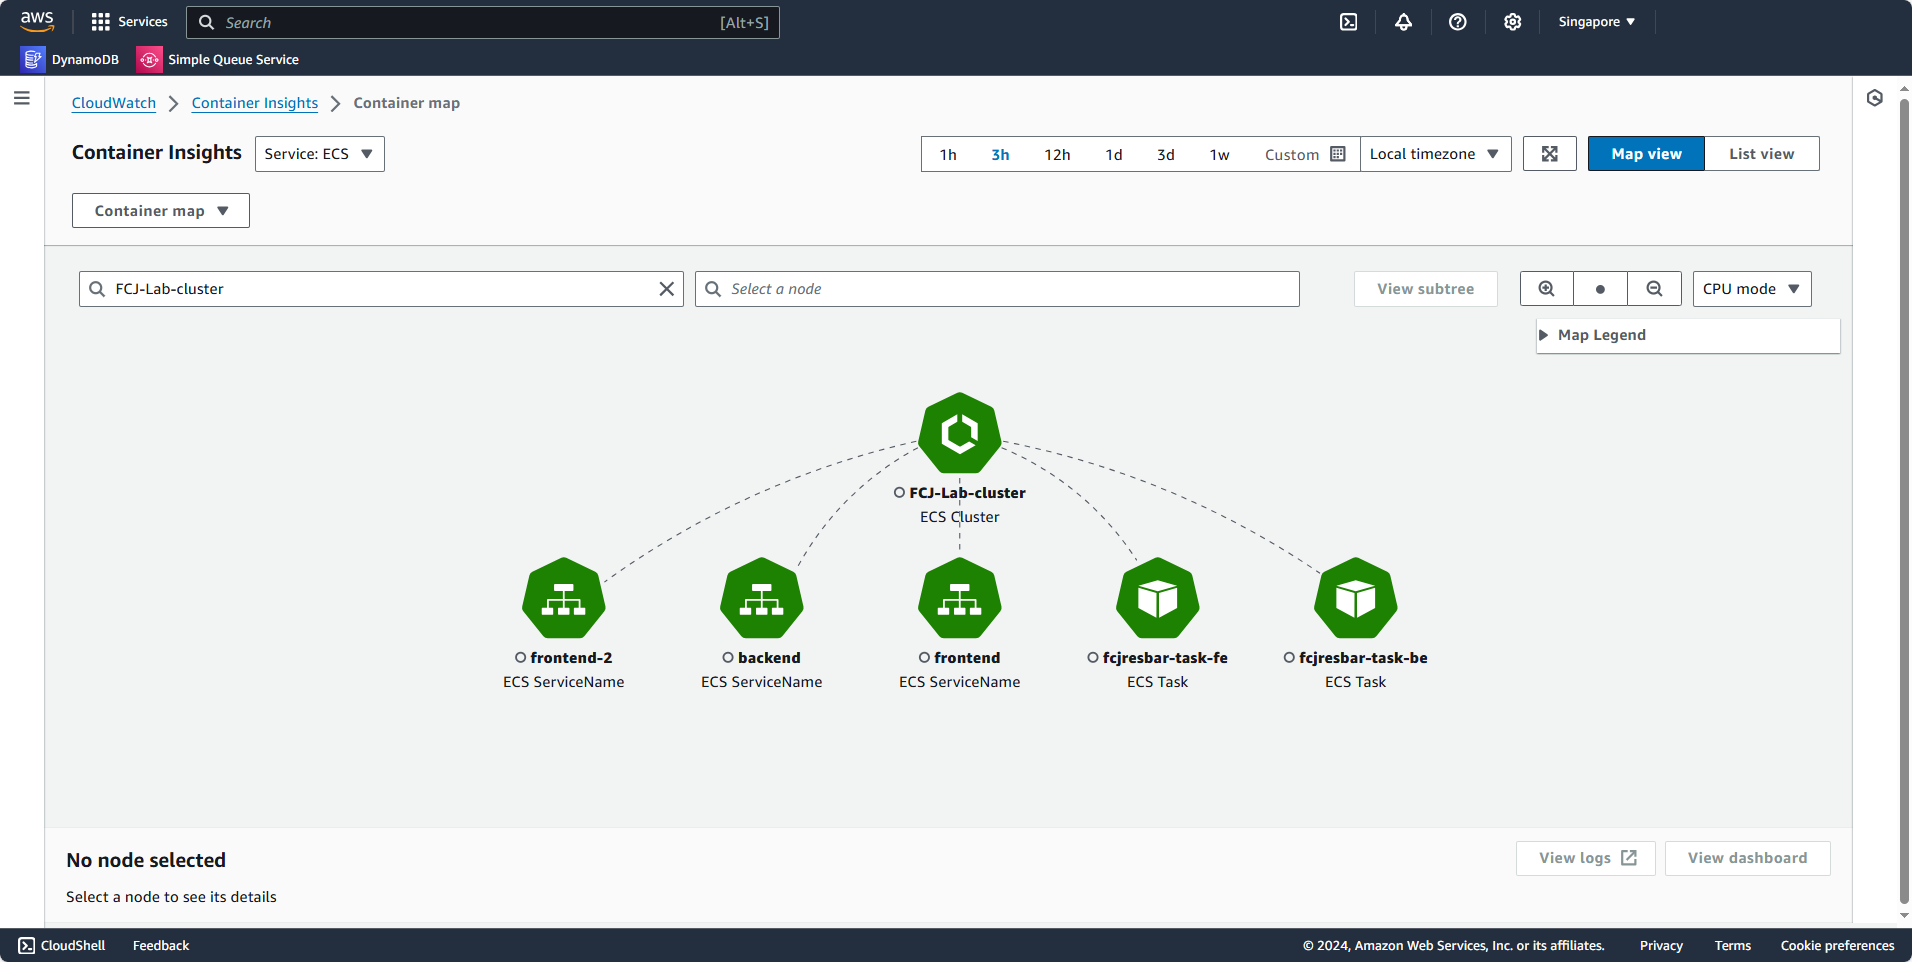 aws
Services
Search
[Alt+S]
Singapore
DynamoDB
Simple Queue Service
CloudWatch
Container Insights
Container map
Container Insights
Service: ECS
1h
3h
12h
1d
3d
1w
Custom
Local timezone
Map view
List view
Container map
FCJ-Lab-cluster
Select a node
View subtree
CPU mode
Map Legend
FCJ-Lab-cluster
ECS Cluster
frontend-2
ECS ServiceName
backend
ECS ServiceName
frontend
ECS ServiceName
fcjresbar-task-fe
ECS Task
fcjresbar-task-be
ECS Task
No node selected
View logs
View dashboard
Select a node to see its details
CloudShell
Feedback
© 2024, Amazon Web Services, Inc. or its affiliates.
Privacy
Terms
Cookie preferences